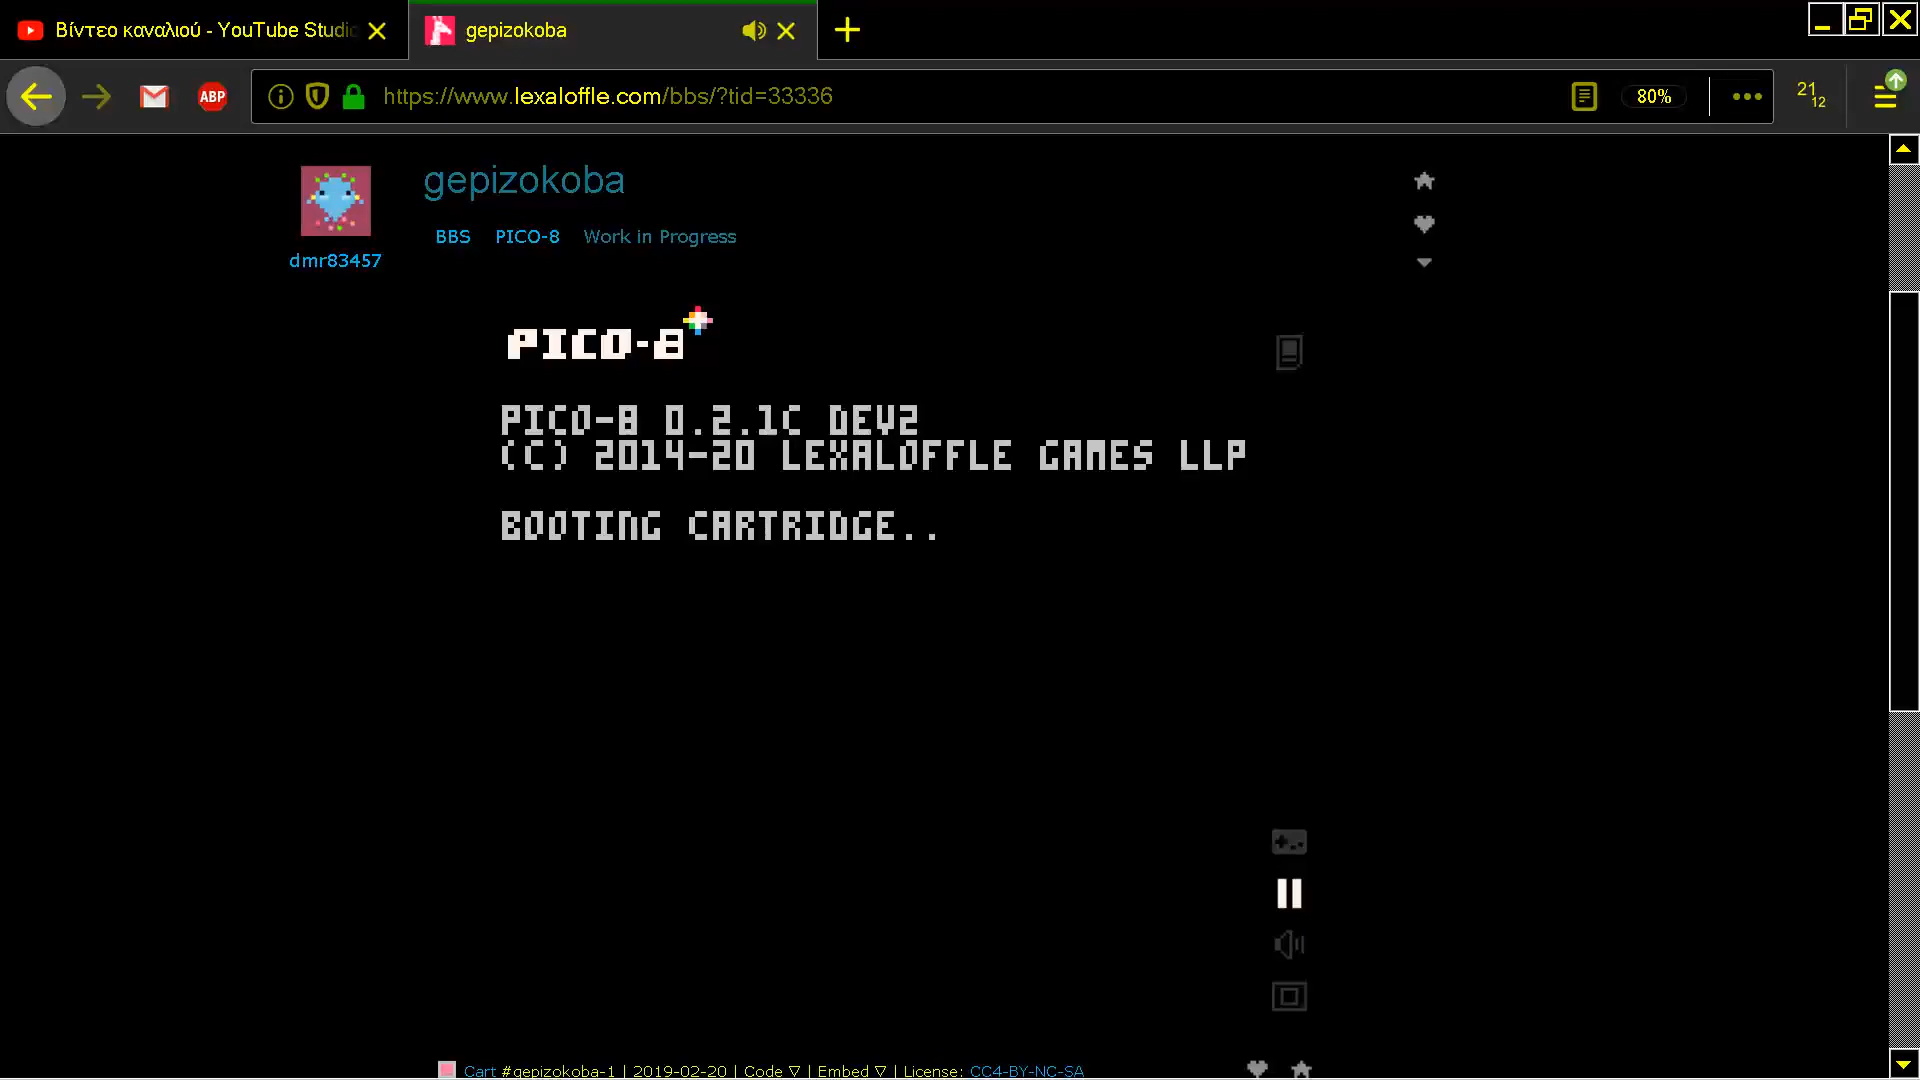 Βίντεο καναλιού - YouTube Studio
gepizokoba
ABP
https://www.lexaloffle.com/bbs/?tid=33336
80%
21
12
gepizokoba
BBS PICO-8 Work in Progress
dmr83457
PICO-8
PICO-8 0.2.1C DEV2
(C) 2014-20 LEXALOFFLE GAMES LLP
BOOTING CARTRIDGE..
Cart #gepizokoba-1 | 2019-02-20 | Code ▽ | Embed ▽ | License: CC4-BY-NC-SA